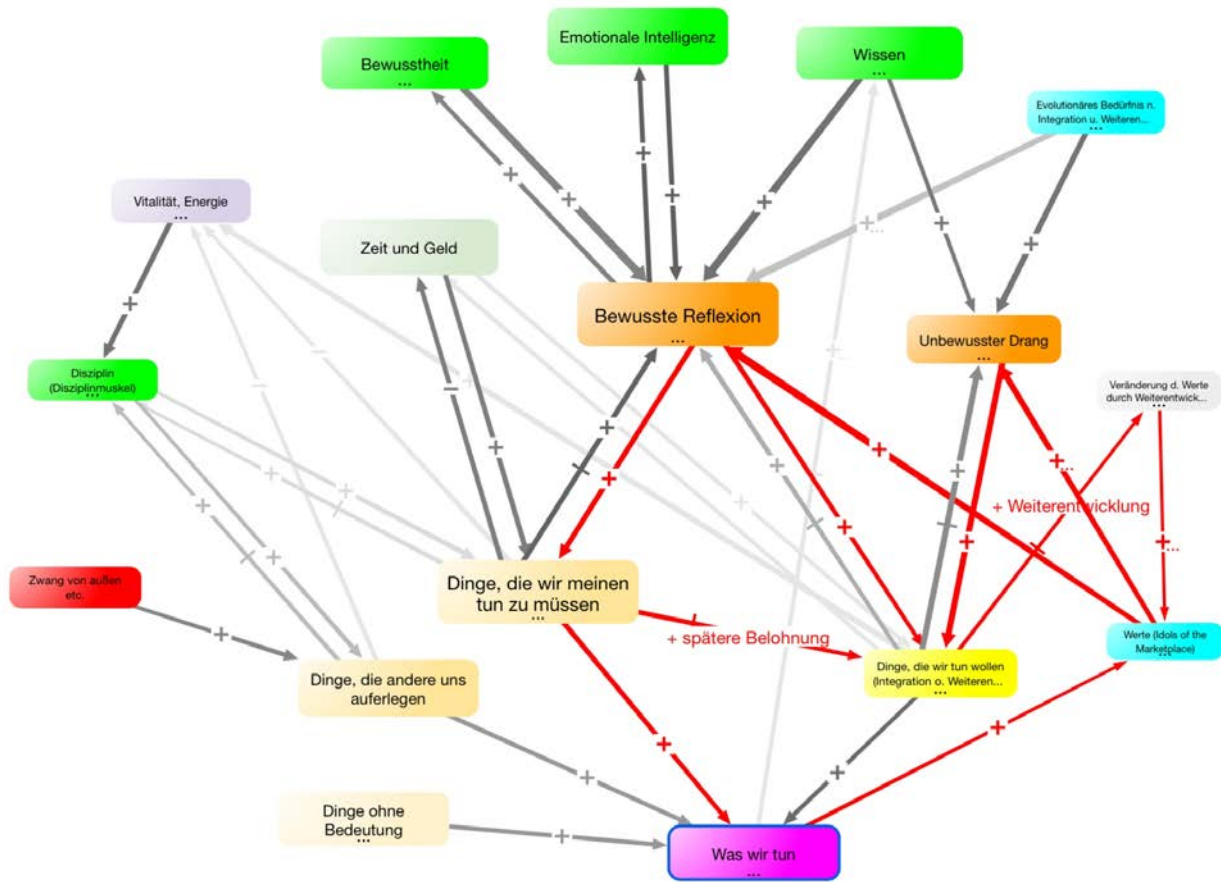 Emotionale Intelligenz
...
Bewusstheit
...
Wissen
...
Evolutionäres Bedürfnis n.
Integration u. Weiteren...
...
Vitalität, Energie
...
Zeit und Geld
Bewusste Reflexion
...
Unbewusster Drang
...
Disziplin
(Disziplinmuskel)
...
Veränderung d. Werte
durch Weiterentwick...
...
+ Weiterentwicklung
Zwang von außen
etc.
Dinge, die wir meinen
tun zu müssen
...
+ spätere Belohnung
Werte (Idols of the
Marketplace)
...
Dinge, die wir tun wollen
(Integration o. Weiteren...
...
Dinge, die andere uns
auferlegen
Dinge ohne
Bedeutung
...
Was wir tun
...